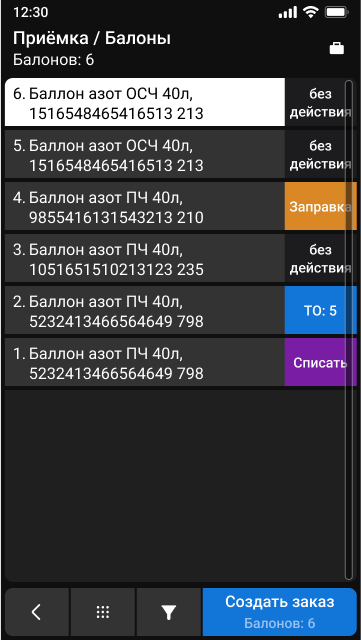 12:30
Приёмка / Балоны
Балонов: 6
6. Баллон азот ОСЧ 40л,
1516548465416513 213
без
действия
5. Баллон азот ОСЧ 40л,
1516548465416513 213
без
действия
4. Баллон азот ПЧ 40л,
9855416131543213 210
Заправка
3. Баллон азот ПЧ 40л,
1051651510213123 235
без
действия
2. Баллон азот ПЧ 40л,
5232413466564649 798
ТО: 5
1. Баллон азот ПЧ 40л,
5232413466564649 798
Списать
Создать заказ
Балонов: 6